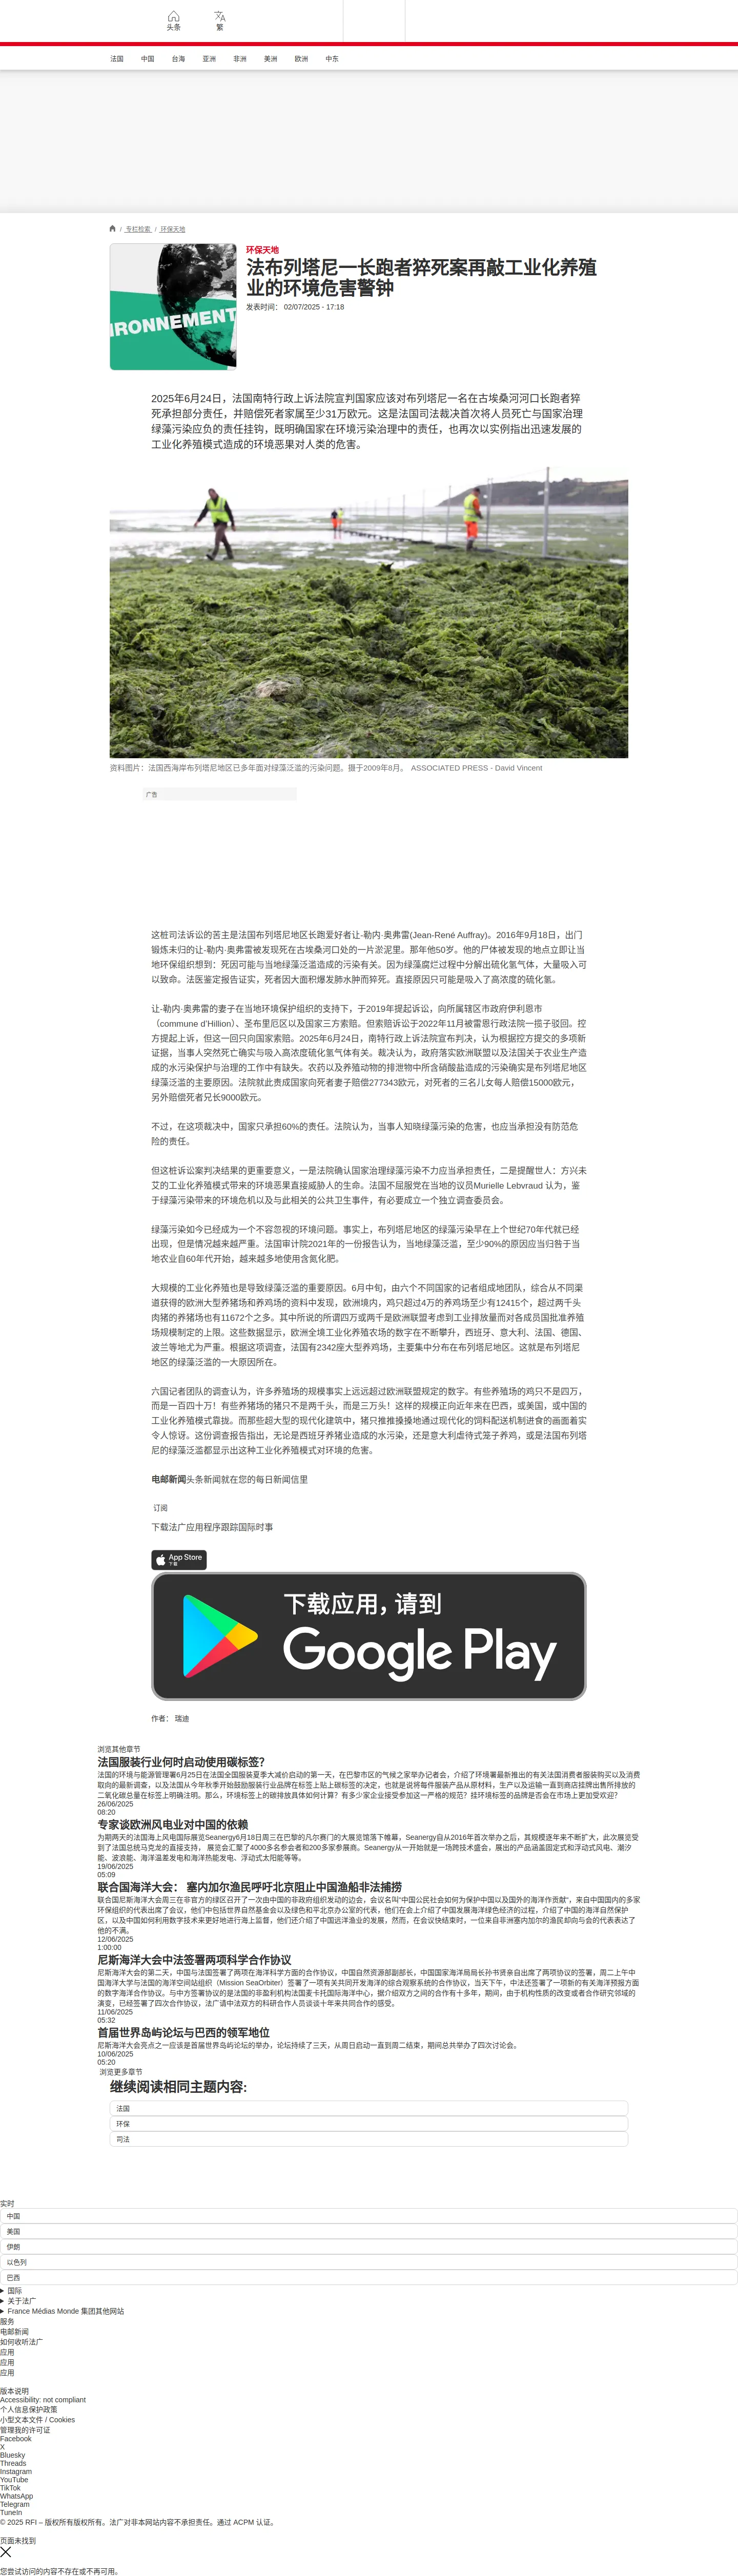 头条
繁
法国
中国
台海
亚洲
非洲
美洲
欧洲
中东
/ 专栏检索 / 环保天地
IRONNEMENT
环保天地
法布列塔尼一长跑者猝死案再敲工业化养殖
业的环境危害警钟
发表时间： 02/07/2025 - 17:18
2025年6月24日，法国南特行政上诉法院宣判国家应该对布列塔尼一名在古埃桑河河口长跑者猝
死承担部分责任，并赔偿死者家属至少31万欧元。这是法国司法裁决首次将人员死亡与国家治理
绿藻污染应负的责任挂钩，既明确国家在环境污染治理中的责任，也再次以实例指出迅速发展的
工业化养殖模式造成的环境恶果对人类的危害。
资料图片：法国西海岸布列塔尼地区已多年面对绿藻泛滥的污染问题。摄于2009年8月。 ASSOCIATED PRESS - David Vincent
广告
这桩司法诉讼的苦主是法国布列塔尼地区长跑爱好者让-勒内·奥弗雷(Jean-René Auffray)。2016年9月18日，出门
锻炼未归的让-勒内·奥弗雷被发现死在古埃桑河口处的一片淤泥里。那年他50岁。他的尸体被发现的地点立即让当
地环保组织想到：死因可能与当地绿藻泛滥造成的污染有关。因为绿藻腐烂过程中分解出硫化氢气体，大量吸入可
以致命。法医鉴定报告证实，死者因大面积爆发肺水肿而猝死。直接原因只可能是吸入了高浓度的硫化氢。
让-勒内·奥弗雷的妻子在当地环境保护组织的支持下，于2019年提起诉讼，向所属辖区市政府伊利恩市
（commune d’Hillion）、圣布里厄区以及国家三方索赔。但索赔诉讼于2022年11月被雷恩行政法院一揽子驳回。控
方提起上诉，但这一回只向国家索赔。2025年6月24日，南特行政上诉法院宣布判决，认为根据控方提交的多项新
证据，当事人突然死亡确实与吸入高浓度硫化氢气体有关。裁决认为，政府落实欧洲联盟以及法国关于农业生产造
成的水污染保护与治理的工作中有缺失。农药以及养殖动物的排泄物中所含硝酸盐造成的污染确实是布列塔尼地区
绿藻泛滥的主要原因。法院就此责成国家向死者妻子赔偿277343欧元，对死者的三名儿女每人赔偿15000欧元，
另外赔偿死者兄长9000欧元。
不过，在这项裁决中，国家只承担60%的责任。法院认为，当事人知晓绿藻污染的危害，也应当承担没有防范危
险的责任。
但这桩诉讼案判决结果的更重要意义，一是法院确认国家治理绿藻污染不力应当承担责任，二是提醒世人：方兴未
艾的工业化养殖模式带来的环境恶果直接威胁人的生命。法国不屈服党在当地的议员Murielle Lebvraud 认为，鉴
于绿藻污染带来的环境危机以及与此相关的公共卫生事件，有必要成立一个独立调查委员会。
绿藻污染如今已经成为一个不容忽视的环境问题。事实上，布列塔尼地区的绿藻污染早在上个世纪70年代就已经
出现，但是情况越来越严重。法国审计院2021年的一份报告认为，当地绿藻泛滥，至少90%的原因应当归咎于当
地农业自60年代开始，越来越多地使用含氮化肥。
大规模的工业化养殖也是导致绿藻泛滥的重要原因。6月中旬，由六个不同国家的记者组成地团队，综合从不同渠
道获得的欧洲大型养猪场和养鸡场的资料中发现，欧洲境内，鸡只超过4万的养鸡场至少有12415个，超过两千头
肉猪的养猪场也有11672个之多。其中所说的所谓四万或两千是欧洲联盟考虑到工业排放量而对各成员国批准养殖
场规模制定的上限。这些数据显示，欧洲全境工业化养殖农场的数字在不断攀升，西班牙、意大利、法国、德国、
波兰等地尤为严重。根据这项调查，法国有2342座大型养鸡场，主要集中分布在布列塔尼地区。这就是布列塔尼
地区的绿藻泛滥的一大原因所在。
六国记者团队的调查认为，许多养殖场的规模事实上远远超过欧洲联盟规定的数字。有些养殖场的鸡只不是四万，
而是一百四十万！有些养猪场的猪只不是两千头，而是三万头！这样的规模正向近年来在巴西，或美国，或中国的
工业化养殖模式靠拢。而那些超大型的现代化建筑中，猪只推推搡搡地通过现代化的饲料配送机制进食的画面着实
令人惊讶。这份调查报告指出，无论是西班牙养猪业造成的水污染，还是意大利虐待式笼子养鸡，或是法国布列塔
尼的绿藻泛滥都显示出这种工业化养殖模式对环境的危害。
电邮新闻头条新闻就在您的每日新闻信里
订阅
下载法广应用程序跟踪国际时事
App Store
下载
下载应用，请到
Google Play
作者： 瑞迪
浏览其他章节
法国服装行业何时启动使用碳标签？
法国的环境与能源管理署6月25日在法国全国服装夏季大减价启动的第一天，在巴黎市区的气候之家举办记者会，介绍了环境署最新推出的有关法国消费者服装购买以及消费
取向的最新调查，以及法国从今年秋季开始鼓励服装行业品牌在标签上贴上碳标签的决定，也就是说将每件服装产品从原材料，生产以及运输一直到商店挂牌出售所排放的
二氧化碳总量在标签上明确注明。那么，环境标签上的碳排放具体如何计算？有多少家企业接受参加这一严格的规范？挂环境标签的品牌是否会在市场上更加受欢迎？
26/06/2025
08:20
专家谈欧洲风电业对中国的依赖
为期两天的法国海上风电国际展览Seanergy6月18日周三在巴黎的凡尔赛门的大展览馆落下帷幕，Seanergy自从2016年首次举办之后，其规模逐年来不断扩大，此次展览受
到了法国总统马克龙的直接支持， 展览会汇聚了4000多名参会者和200多家参展商。Seanergy从一开始就是一场跨技术盛会，展出的产品涵盖固定式和浮动式风电、潮汐
能、波浪能、海洋温差发电和海洋热能发电、浮动式太阳能等等。
19/06/2025
05:09
联合国海洋大会： 塞内加尔渔民呼吁北京阻止中国渔船非法捕捞
联合国尼斯海洋大会周三在非官方的绿区召开了一次由中国的非政府组织发动的边会，会议名叫"中国公民社会如何为保护中国以及国外的海洋作贡献"，来自中国国内的多家
环保组织的代表出席了会议，他们中包括世界自然基金会以及绿色和平北京办公室的代表，他们在会上介绍了中国发展海洋绿色经济的过程，介绍了中国的海洋自然保护
区，以及中国如何利用数字技术来更好地进行海上监督，他们还介绍了中国远洋渔业的发展，然而，在会议快结束时，一位来自非洲塞内加尔的渔民却向与会的代表表达了
他的不满。
12/06/2025
1:00:00
尼斯海洋大会中法签署两项科学合作协议
尼斯海洋大会的第二天，中国与法国签署了两项在海洋科学方面的合作协议，中国自然资源部副部长，中国国家海洋局局长孙书贤亲自出席了两项协议的签署，周二上午中
国海洋大学与法国的海洋空间站组织（Mission SeaOrbiter）签署了一项有关共同开发海洋的综合观察系统的合作协议，当天下午，中法还签署了一项新的有关海洋预报方面
的数字海洋合作协议。与中方签署协议的是法国的非盈利机构法国麦卡托国际海洋中心，据介绍双方之间的合作有十多年，期间，由于机构性质的改变或者合作研究邻域的
演变，已经签署了四次合作协议，法广请中法双方的科研合作人员谈谈十年来共同合作的感受。
11/06/2025
05:32
首届世界岛屿论坛与巴西的领军地位
尼斯海洋大会亮点之一应该是首届世界岛屿论坛的举办，论坛持续了三天，从周日启动一直到周二结束，期间总共举办了四次讨论会。
10/06/2025
05:20
浏览更多章节
继续阅读相同主题内容:
法国
环保
司法
实时
中国
美国
伊朗
以色列
巴西
国际
关于法广
France Médias Monde 集团其他网站
服务
电邮新闻
如何收听法广
应用
应用
应用
版本说明
Accessibility: not compliant
个人信息保护政策
小型文本文件 / Cookies
管理我的许可证
Facebook
X
Bluesky
Threads
Instagram
YouTube
TikTok
WhatsApp
Telegram
TuneIn
© 2025 RFI – 版权所有版权所有。法广对非本网站内容不承担责任。通过 ACPM 认证。
页面未找到
您尝试访问的内容不存在或不再可用。